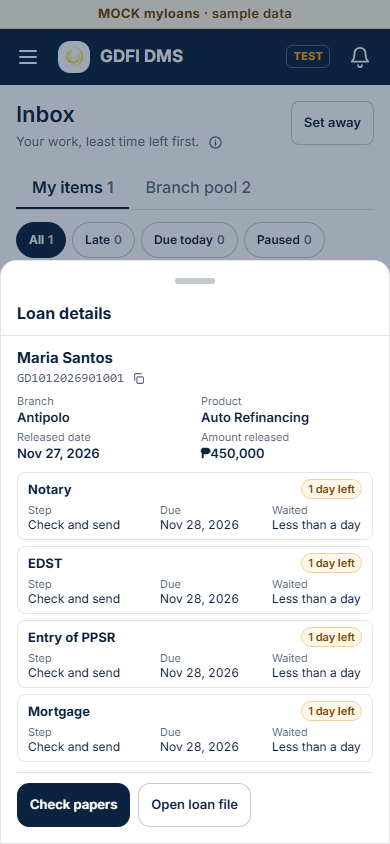 MOCK myloans · sample data
GDFI DMS
TEST
Inbox
Set away
Your work, least time left first.
My items 1
Branch pool 2
All 1
Late 0
Due today 0
Paused 0
Loan details
Maria Santos
GD1012026901001
Branch
Product
Antipolo
Auto Refinancing
Released date
Amount released
Nov 27, 2026
₱450,000
Notary
1 day left
Step
Due
Waited
Check and send
Nov 28, 2026
Less than a day
EDST
1 day left
Step
Due
Waited
Check and send
Nov 28, 2026
Less than a day
Entry of PPSR
1 day left
Step
Due
Waited
Check and send
Nov 28, 2026
Less than a day
Mortgage
1 day left
Step
Due
Waited
Check and send
Nov 28, 2026
Less than a day
Check papers
Open loan file